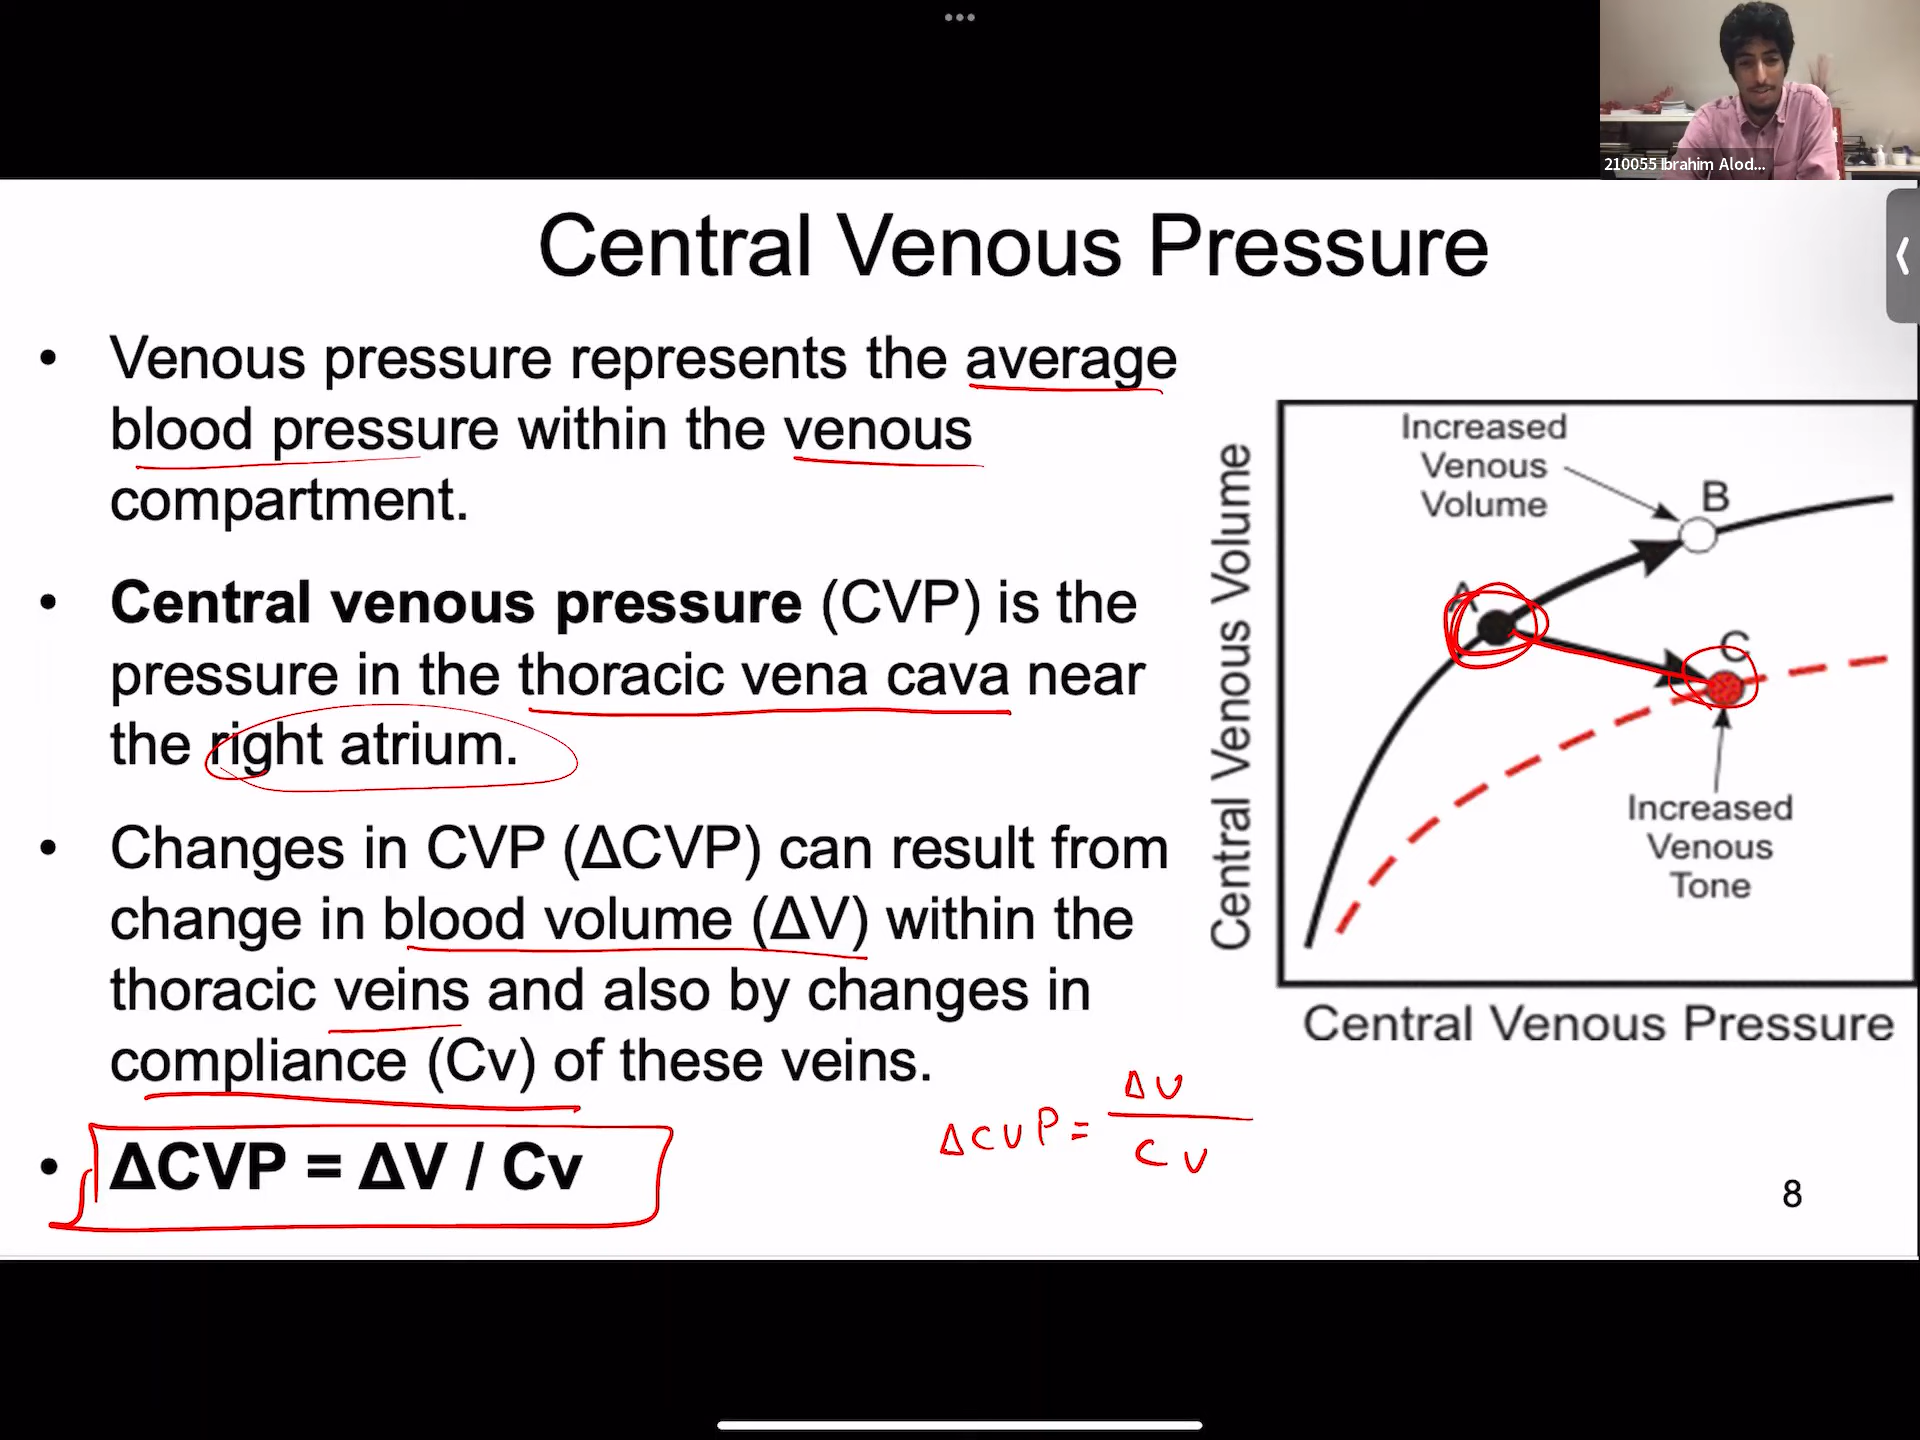 •••
210055 Ibrahim Alod...
Central Venous Pressure
• Venous pressure represents the average
blood pressure within the venous
compartment.
• Central venous pressure (CVP) is the
pressure in the thoracic vena cava near
the right atrium.
• Changes in CVP (ΔCVP) can result from
change in blood volume (ΔV) within the
thoracic veins and also by changes in
compliance (Cv) of these veins.
• ΔCVP = ΔV / Cv
ΔCVP = ΔV
CV
Central Venous Volume
Increased
Venous
Volume
B
A
C
Increased
Venous
Tone
Central Venous Pressure
8